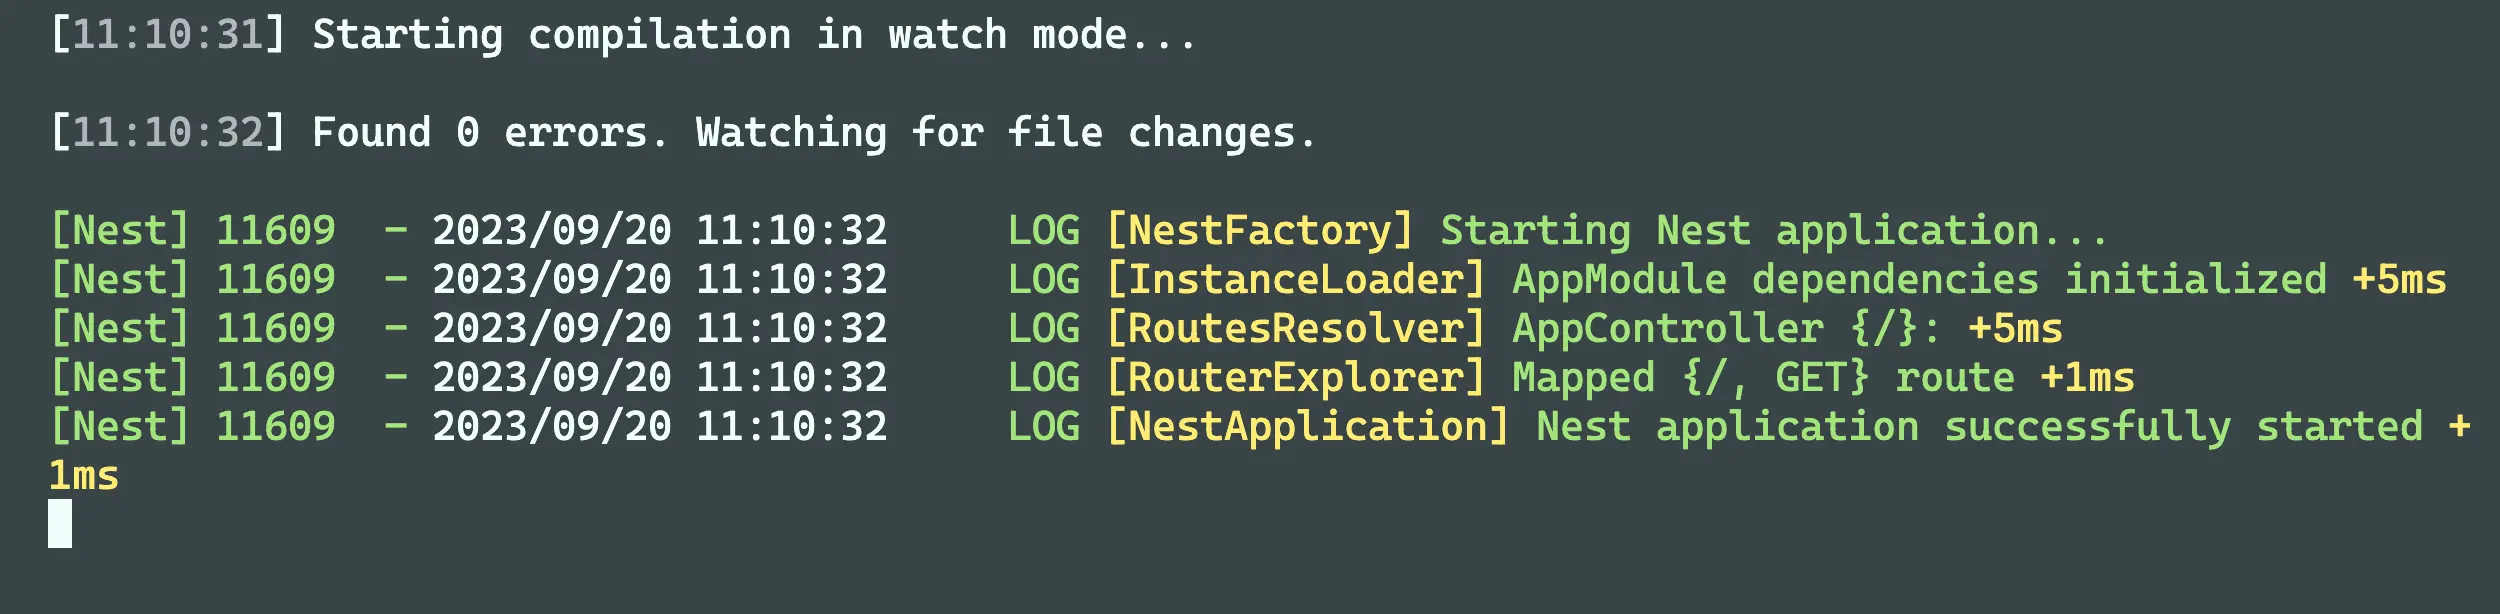 [11:10:31] Starting compilation in watch mode...
[11:10:32] Found 0 errors. Watching for file changes.
[Nest] 11609  - 2023/09/20 11:10:32     LOG [NestFactory] Starting Nest application...
[Nest] 11609  - 2023/09/20 11:10:32     LOG [InstanceLoader] AppModule dependencies initialized +5ms
[Nest] 11609  - 2023/09/20 11:10:32     LOG [RoutesResolver] AppController {/}: +5ms
[Nest] 11609  - 2023/09/20 11:10:32     LOG [RouterExplorer] Mapped {/, GET} route +1ms
[Nest] 11609  - 2023/09/20 11:10:32     LOG [NestApplication] Nest application successfully started +
1ms